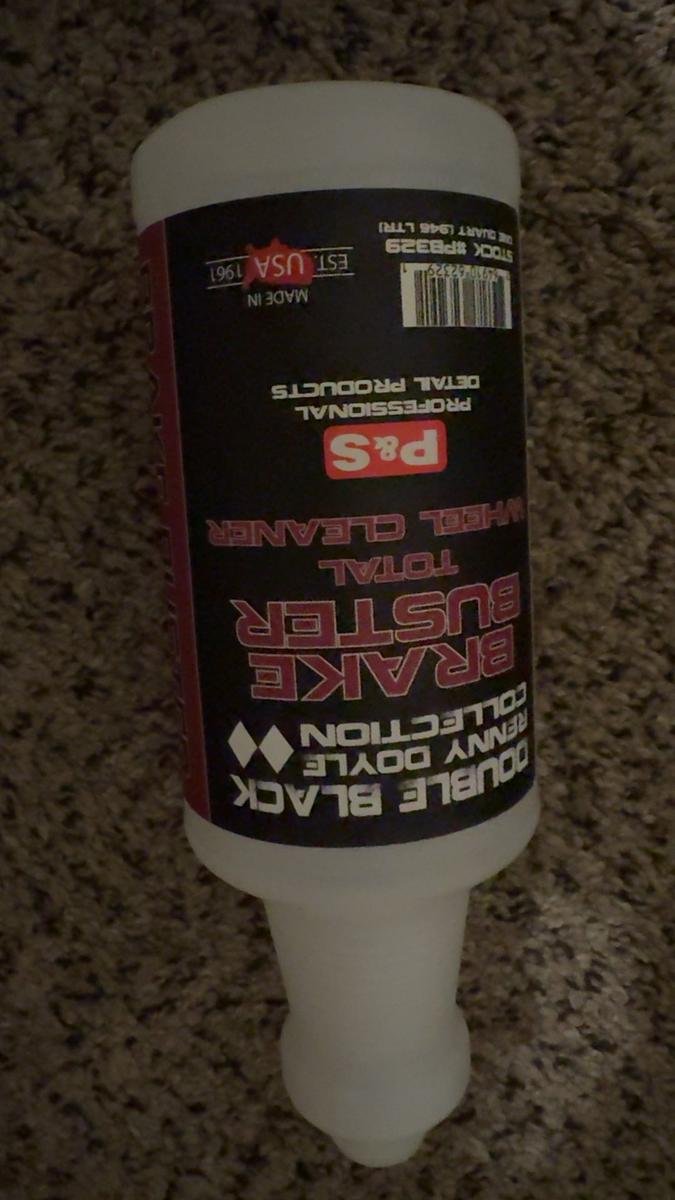 DOUBLE BLACK
RENNY DOYLE
COLLECTION
BRAKE
BUSTER
TOTAL
WHEEL CLEANER
P&S
PROFESSIONAL
DETAIL PRODUCTS
MADE IN
EST. USA 1961
STOCK #PB329
ONE QUART (.946 LTR)